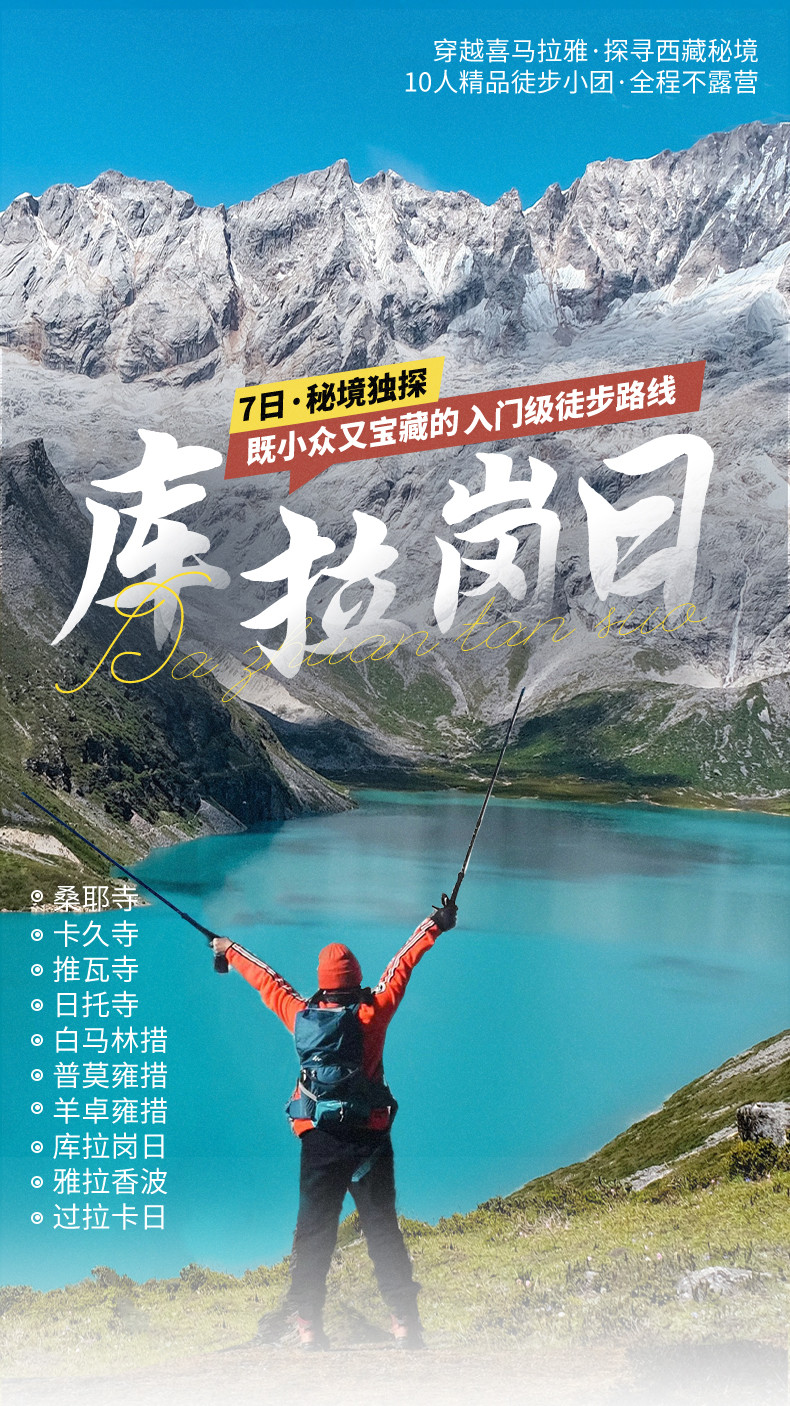 穿越喜马拉雅·探寻西藏秘境
10人精品徒步小团·全程不露营
7日·秘境独探
既小众又宝藏的 入门级徒步路线
库拉岗日
Ba zhuan tan suo
桑耶寺
卡久寺
推瓦寺
日托寺
白马林措
普莫雍措
羊卓雍措
库拉岗日
雅拉香波
过拉卡日